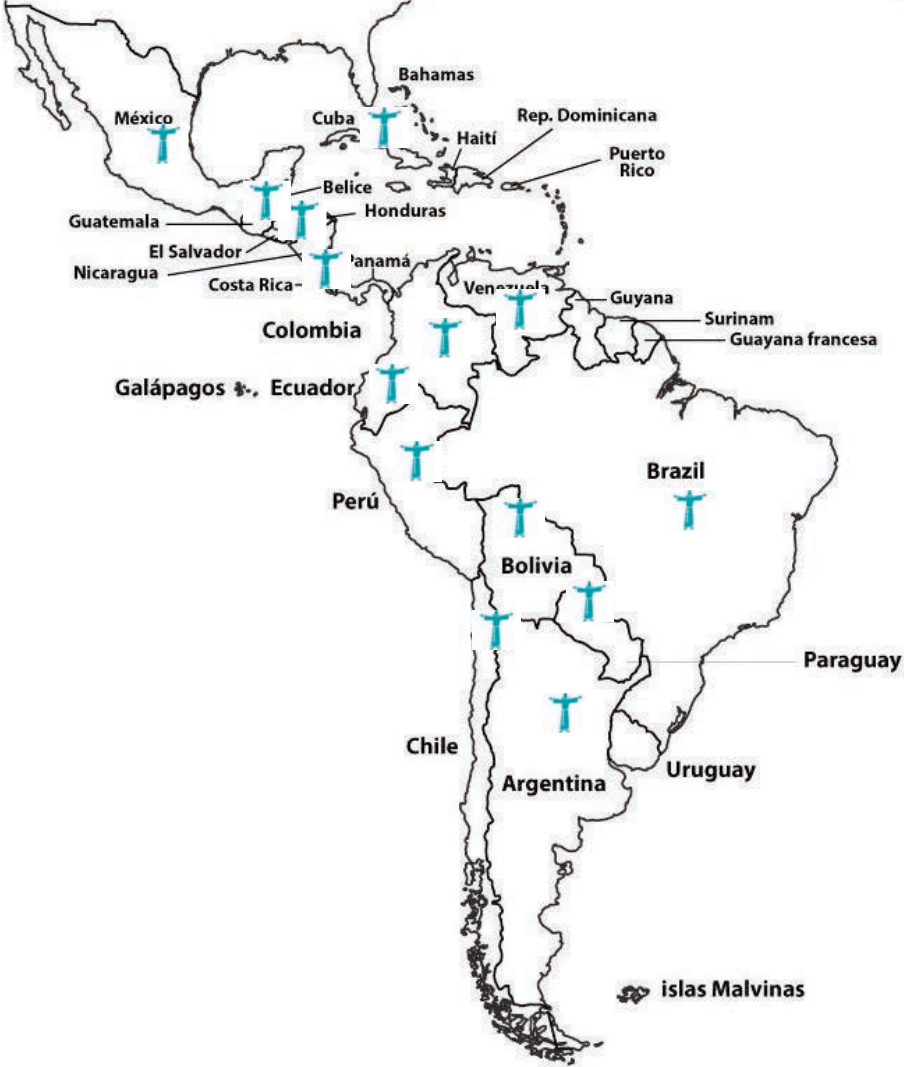 Bahamas
México
Cuba
Rep. Dominicana
Haití
Puerto
Rico
Belice
Honduras
Guatemala
El Salvador
Nicaragua
Panamá
Costa Rica
Venezuela
Guyana
Surinam
Guayana francesa
Colombia
Galápagos
Ecuador
Brazil
Perú
Bolivia
Paraguay
Chile
Uruguay
Argentina
islas Malvinas